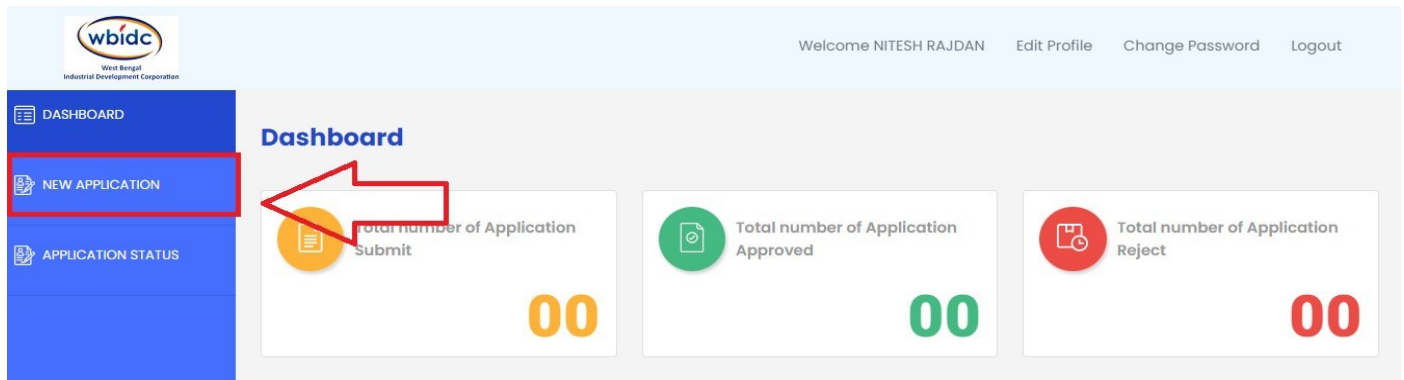 wbidc
West Bengal
Industrial Development Corporation
Welcome NITESH RAJDAN Edit Profile Change Password Logout
DASHBOARD
NEW APPLICATION
APPLICATION STATUS
Dashboard
Total number of Application
Submit
00
Total number of Application
Approved
00
Total number of Application
Reject
00